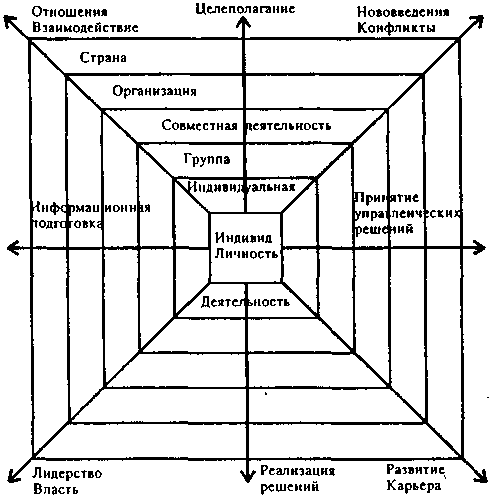 Отношения
Взаимодействие
Целеполагание
Нововведения
Конфликты
Страна
Организация
Совместная деятельность
Группа
Индивидуальная
Информационная
подготовка
Принятие
управленческих
решений
Индивид
Личность
Деятельность
Лидерство
Власть
Реализация
решений
Развитие
Карьера